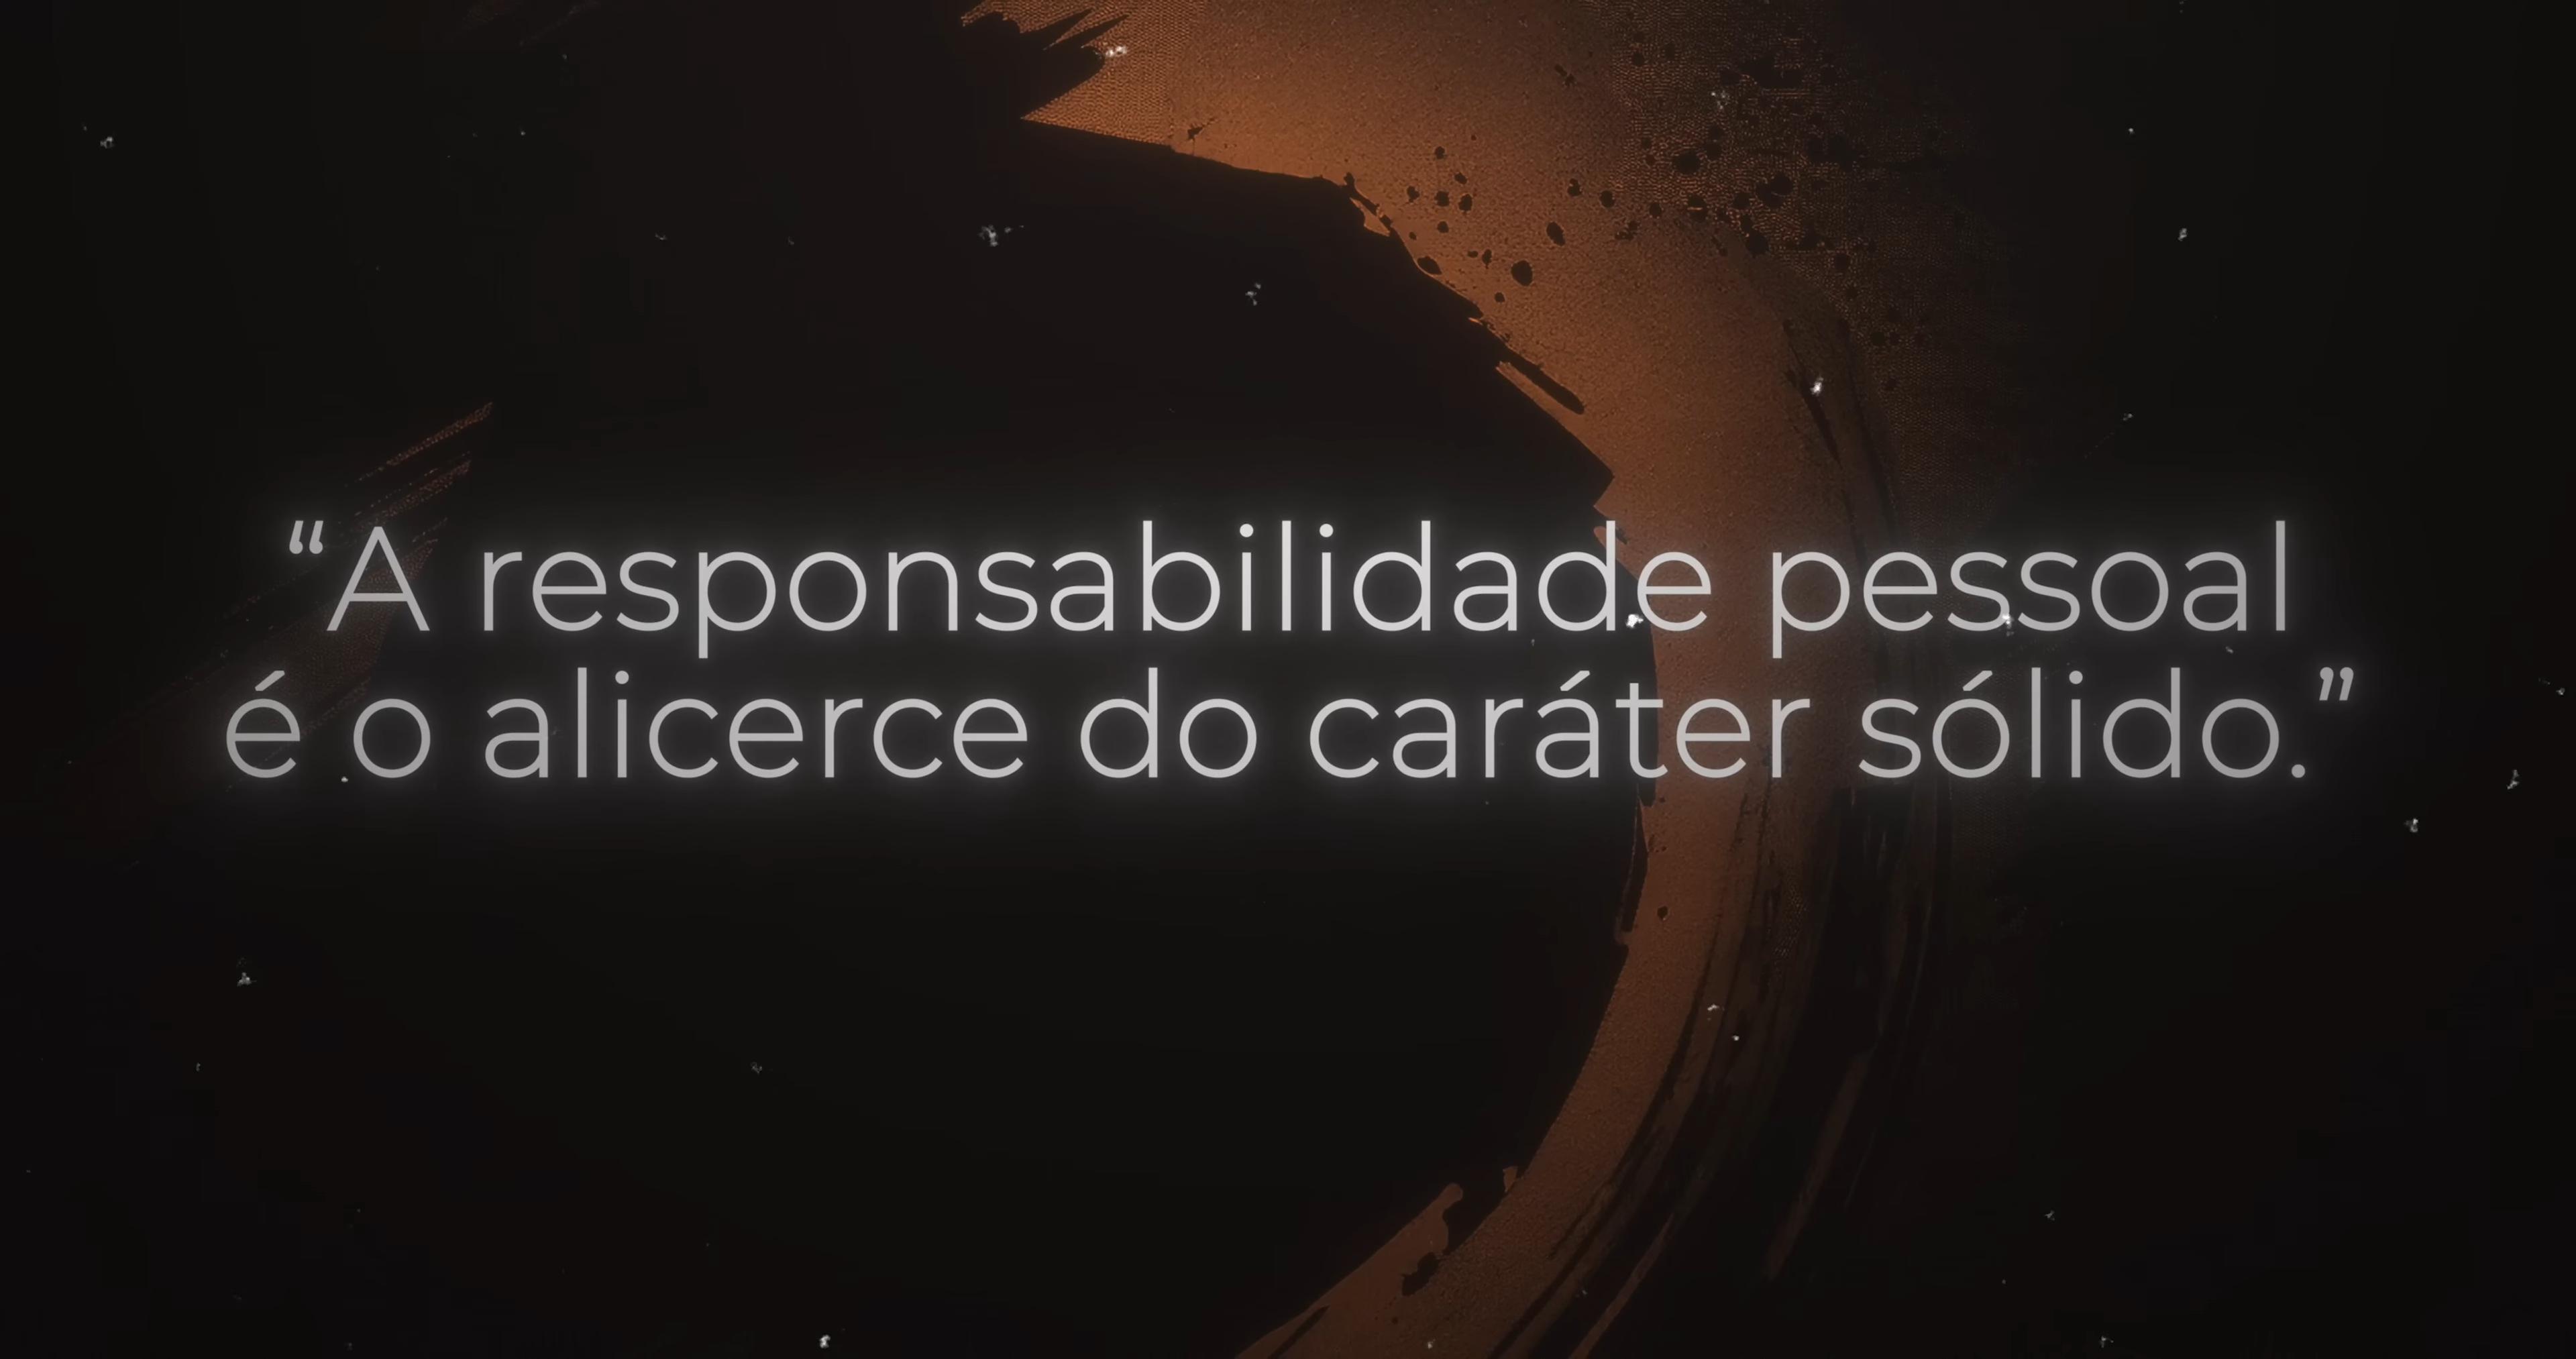 “A responsabilidade pessoal
é o alicerce do caráter sólido.”